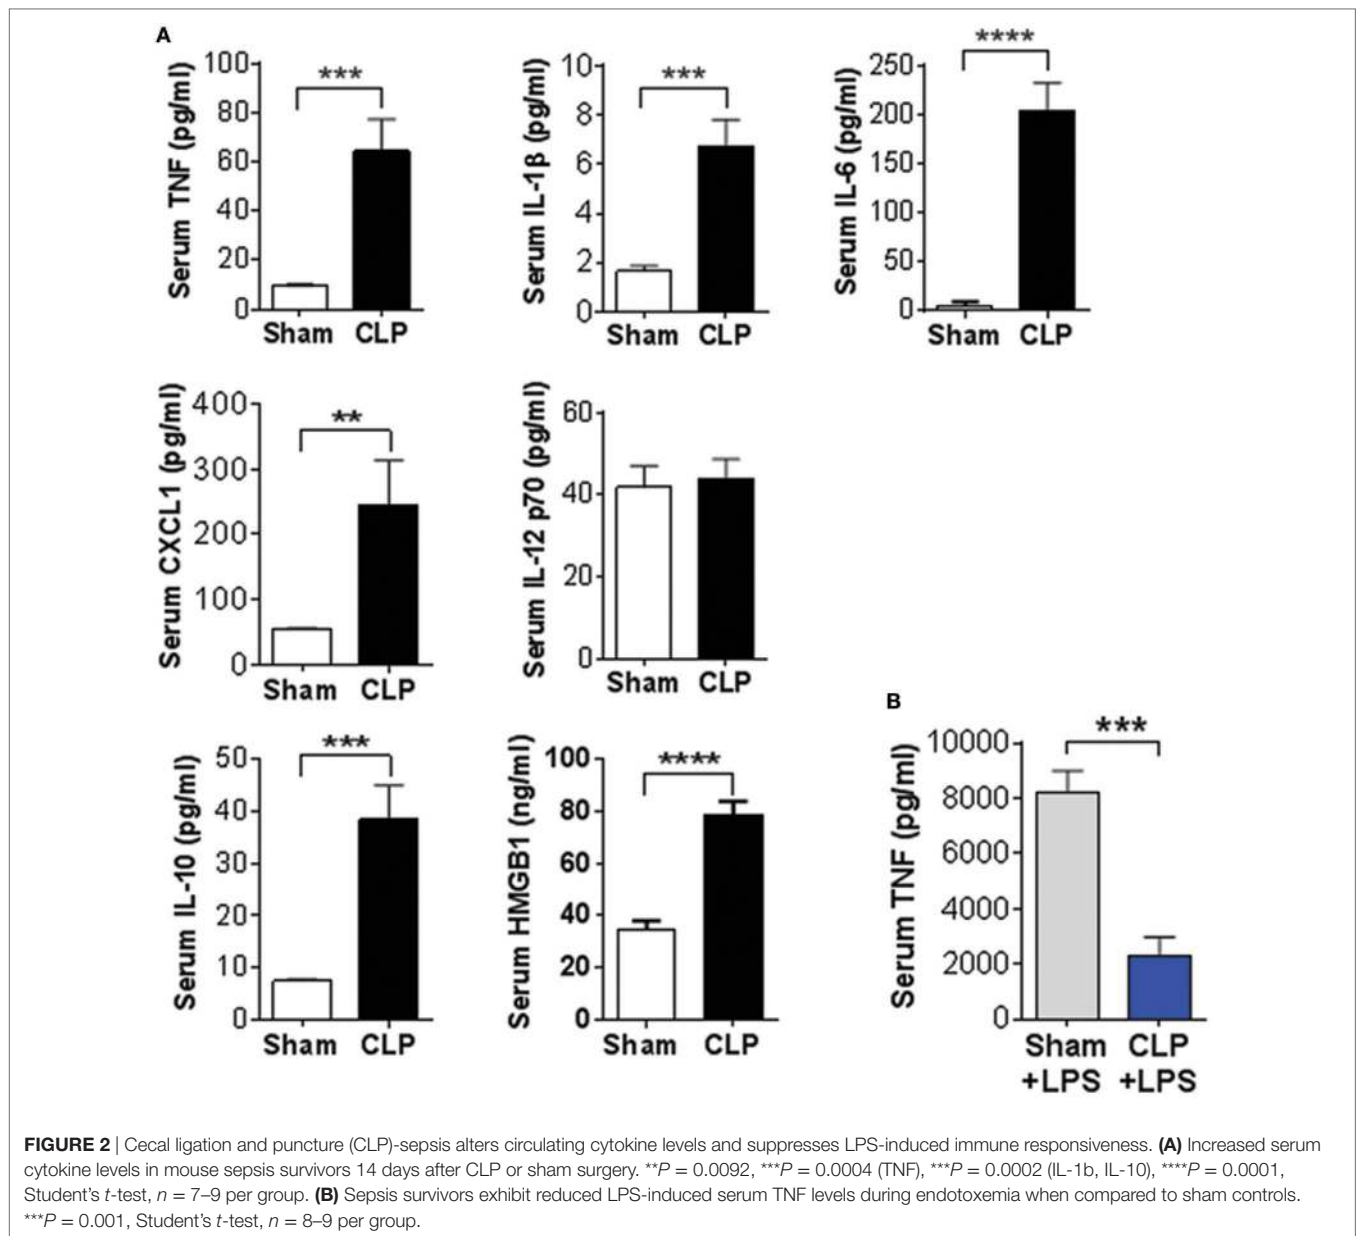 A
Serum TNF (pg/ml)
100
80
60
40
20
0
***
Sham CLP
Serum IL-1β (pg/ml)
10
8
6
4
2
0
***
Sham CLP
Serum IL-6 (pg/ml)
250
200
150
100
50
0
****
Sham CLP
Serum CXCL1 (pg/ml)
400
300
200
100
0
**
Sham CLP
Serum IL-12 p70 (pg/ml)
60
40
20
0
Sham CLP
Serum IL-10 (pg/ml)
50
40
30
20
10
0
***
Sham CLP
Serum HMGB1 (ng/ml)
100
80
60
40
20
0
****
Sham CLP
B
Serum TNF (pg/ml)
10000
8000
6000
4000
2000
0
***
Sham CLP
+LPS +LPS
FIGURE 2 | Cecal ligation and puncture (CLP)-sepsis alters circulating cytokine levels and suppresses LPS-induced immune responsiveness. (A) Increased serum
cytokine levels in mouse sepsis survivors 14 days after CLP or sham surgery. **P = 0.0092, ***P = 0.0004 (TNF), ***P = 0.0002 (IL-1b, IL-10), ****P = 0.0001,
Student's t-test, n = 7–9 per group. (B) Sepsis survivors exhibit reduced LPS-induced serum TNF levels during endotoxemia when compared to sham controls.
***P = 0.001, Student's t-test, n = 8–9 per group.